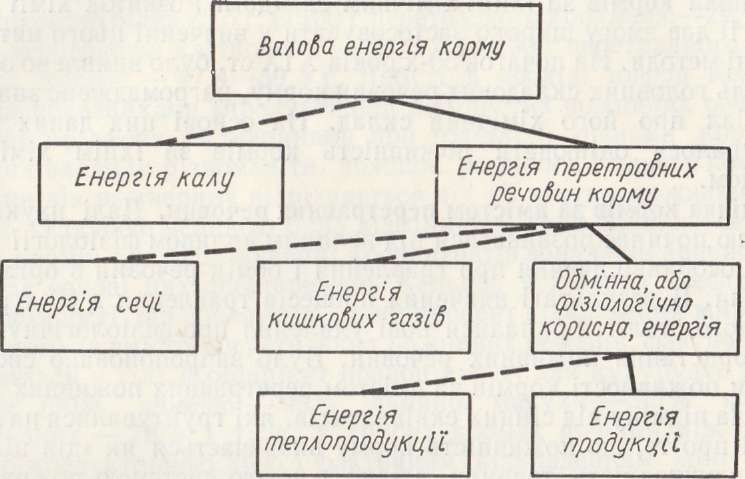 Валова енергія корму
Енергія калу
Енергія перетравних
речовин корму
Енергія сечі
Енергія
кишкових газів
Обмінна, або
фізіологічно
корисна, енергія
Енергія
теплопродукції
Енергія
продукції